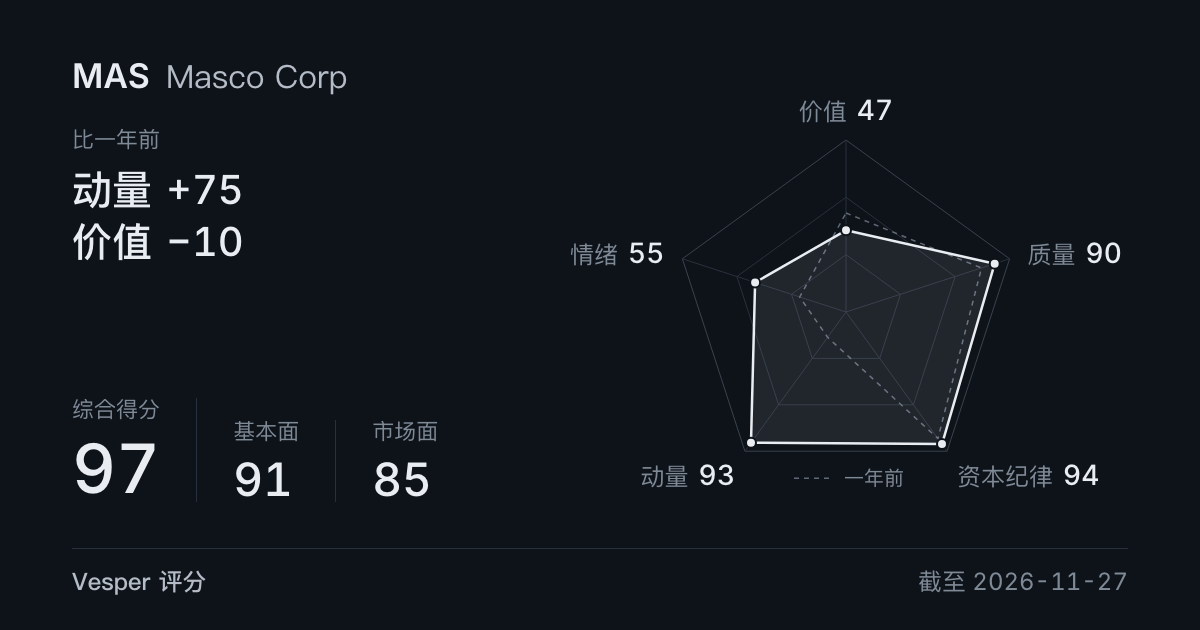 MAS Masco Corp
比一年前
动量 +75
价值 −10
综合得分
97
基本面
91
市场面
85
价值 47
情绪 55
质量 90
动量 93
一年前
资本纪律 94
Vesper 评分
截至 2026-11-27